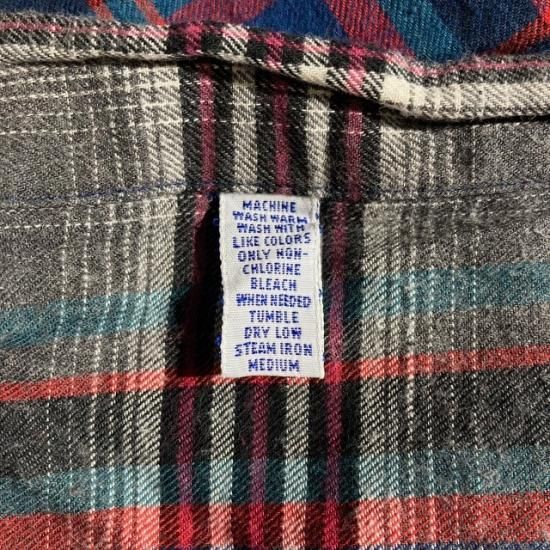 MACHINE
WASH WARM
WASH WITH
LIKE COLORS
ONLY NON-
CHLORINE
BLEACH
WHEN NEEDED
TUMBLE
DRY LOW
STEAM IRON
MEDIUM